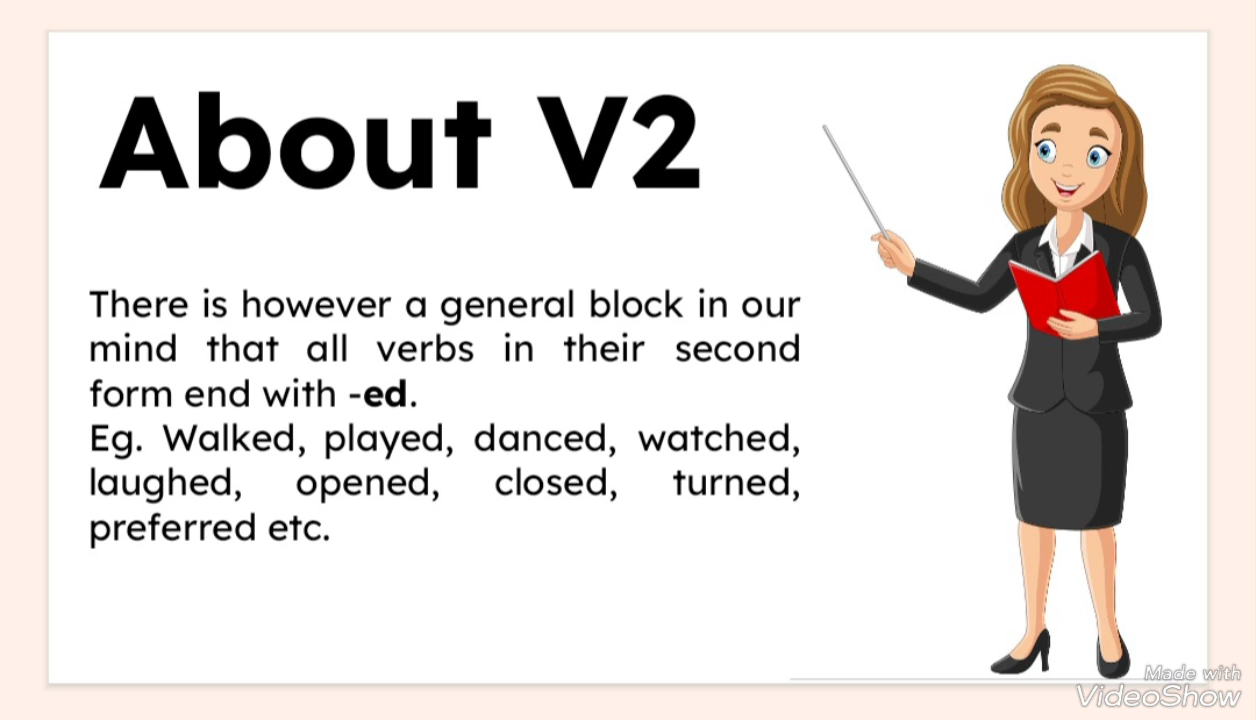 About V2
There is however a general block in our
mind that all verbs in their second
form end with -ed.
Eg. Walked, played, danced, watched,
laughed, opened, closed, turned,
preferred etc.
Made with
VideoShow